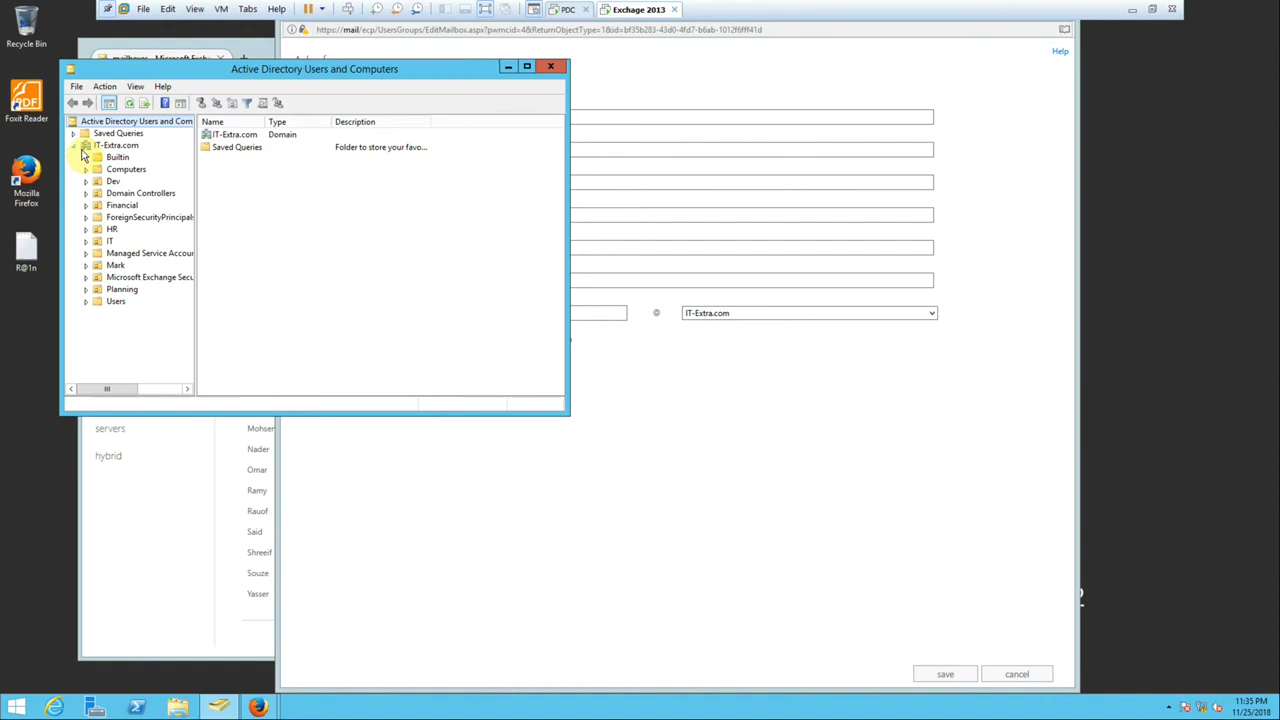 Recycle Bin
Foxit Reader
Mozilla
Firefox
R@1n
File Edit View VM Tabs Help
PDC
Exchage 2013
https://mail/ecp/UsersGroups/EditMailbox.aspx?pwmcid=4&ReturnObjectType=1&id=bf35b283-43d0-4fd7-b6ab-1012f6fff41d
Help
Active Directory Users and Computers
File Action View Help
Active Directory Users and Com
Saved Queries
IT-Extra.com
Builtin
Computers
Dev
Domain Controllers
Financial
ForeignSecurityPrincipals
HR
IT
Managed Service Accou
Mark
Microsoft Exchange Secu
Planning
Users
Name Type Description
IT-Extra.com Domain
Saved Queries Folder to store your favo...
@ IT-Extra.com
servers
hybrid
Mohsen
Nader
Omar
Ramy
Rauof
Said
Shreeif
Souze
Yasser
save cancel
11:35 PM
11/25/2018